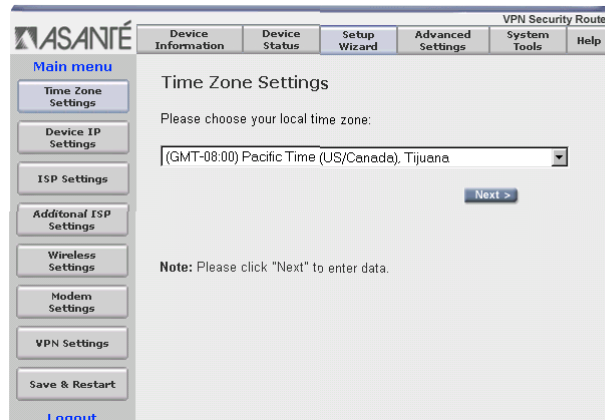 VPN Security Route
ASANTÉ
Device Information
Device Status
Setup Wizard
Advanced Settings
System Tools
Help
Main menu
Time Zone Settings
Device IP Settings
ISP Settings
Additonal ISP Settings
Wireless Settings
Modem Settings
VPN Settings
Save & Restart
Logout
Time Zone Settings
Please choose your local time zone:
(GMT-08:00) Pacific Time (US/Canada), Tijuana
Next >
Note: Please click "Next" to enter data.